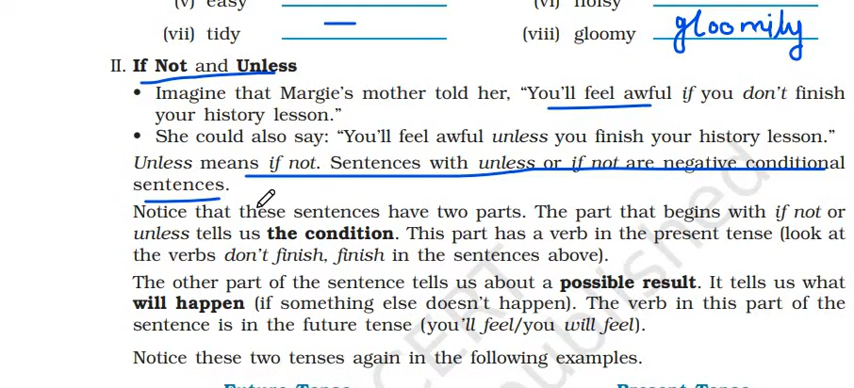 (v) easy
(vi) noisy
(vii) tidy
(viii) gloomy gloomily
II. If Not and Unless
• Imagine that Margie's mother told her, “You'll feel awful if you don't finish
your history lesson.”
• She could also say: “You'll feel awful unless you finish your history lesson.”
Unless means if not. Sentences with unless or if not are negative conditional
sentences.
Notice that these sentences have two parts. The part that begins with if not or
unless tells us the condition. This part has a verb in the present tense (look at
the verbs don't finish, finish in the sentences above).
The other part of the sentence tells us about a possible result. It tells us what
will happen (if something else doesn't happen). The verb in this part of the
sentence is in the future tense (you'll feel/you will feel).
Notice these two tenses again in the following examples.
Future Tense Present Tense